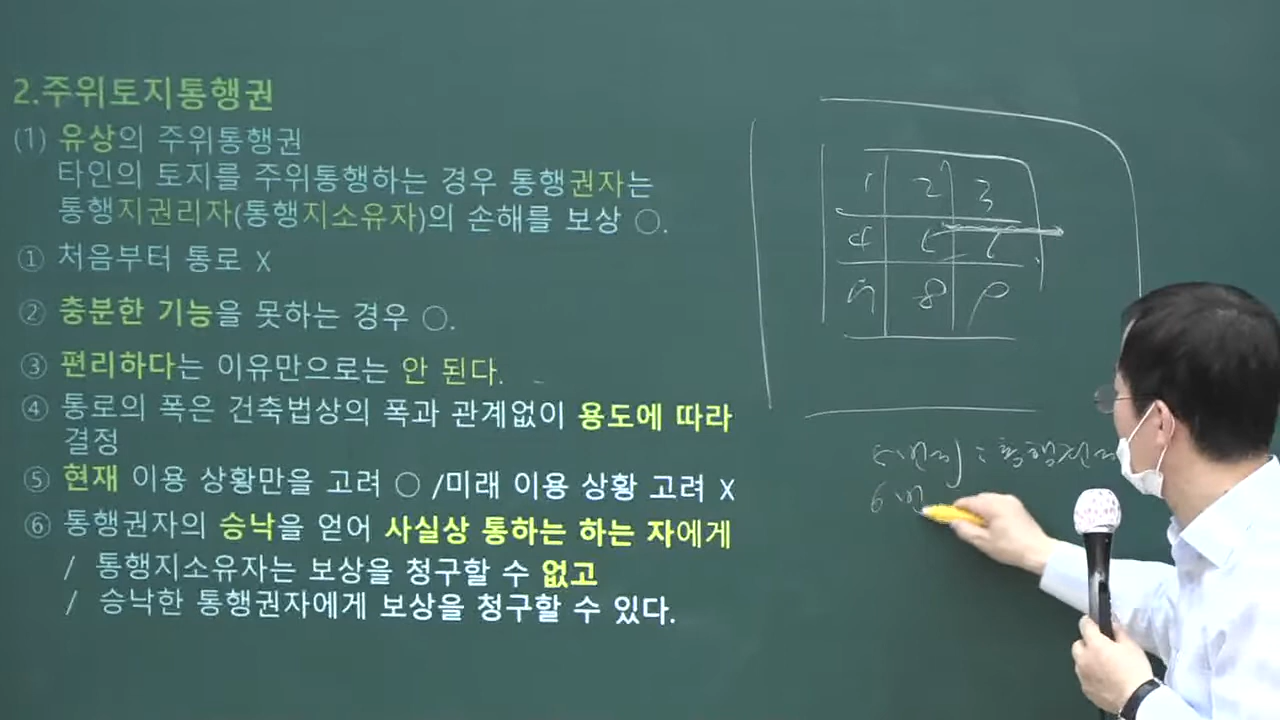 2.주위토지통행권
(1) 유상의 주위통행권
타인의 토지를 주위통행하는 경우 통행권자는
통행지권리자(통행지소유자)의 손해를 보상 ○.
① 처음부터 통로 X
② 충분한 기능을 못하는 경우 ○.
③ 편리하다는 이유만으로는 안 된다.
④ 통로의 폭은 건축법상의 폭과 관계없이 용도에 따라
결정
⑤ 현재 이용 상황만을 고려 ○ /미래 이용 상황 고려 X
⑥ 통행권자의 승낙을 얻어 사실상 통하는 하는 자에게
/ 통행지소유자는 보상을 청구할 수 없고
/ 승낙한 통행권자에게 보상을 청구할 수 있다.
1 2 3
4
8 9
6번